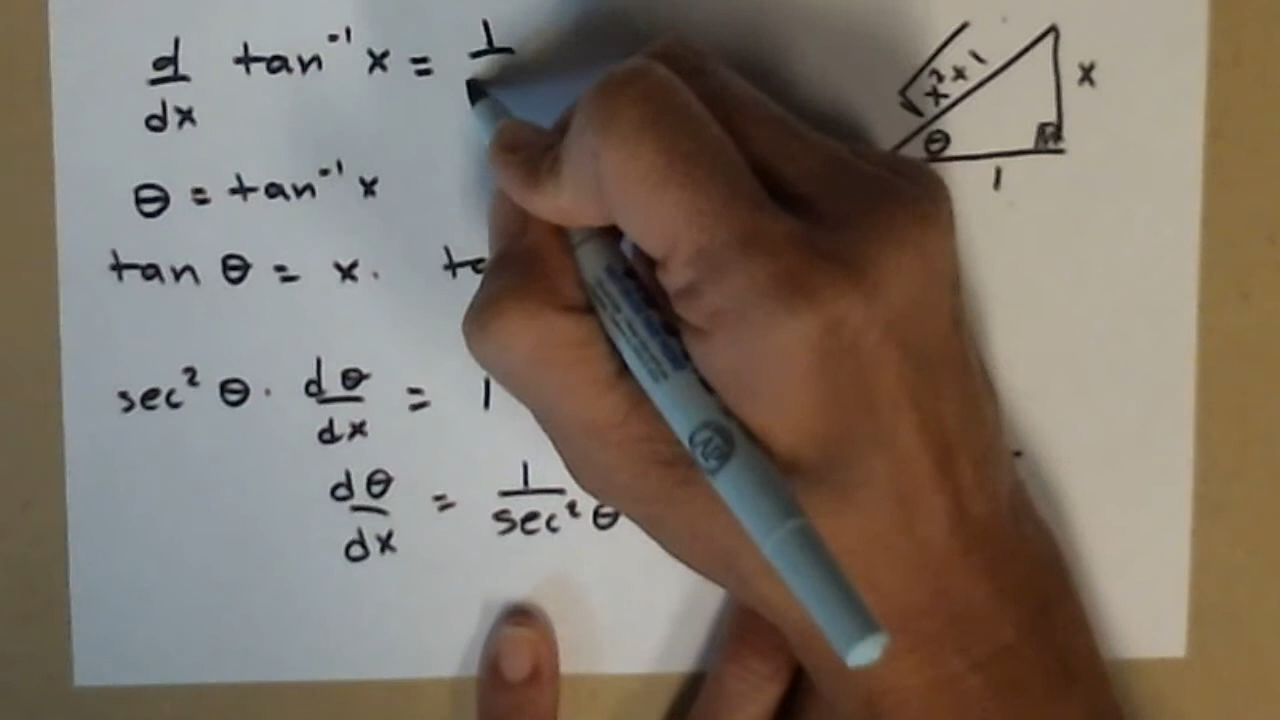 d/dx tan⁻¹ x = 1
θ = tan⁻¹ x
tan θ = x.
sec² θ · dθ/dx = 1
dθ/dx = 1/sec² θ
√x² + 1
x
θ
1